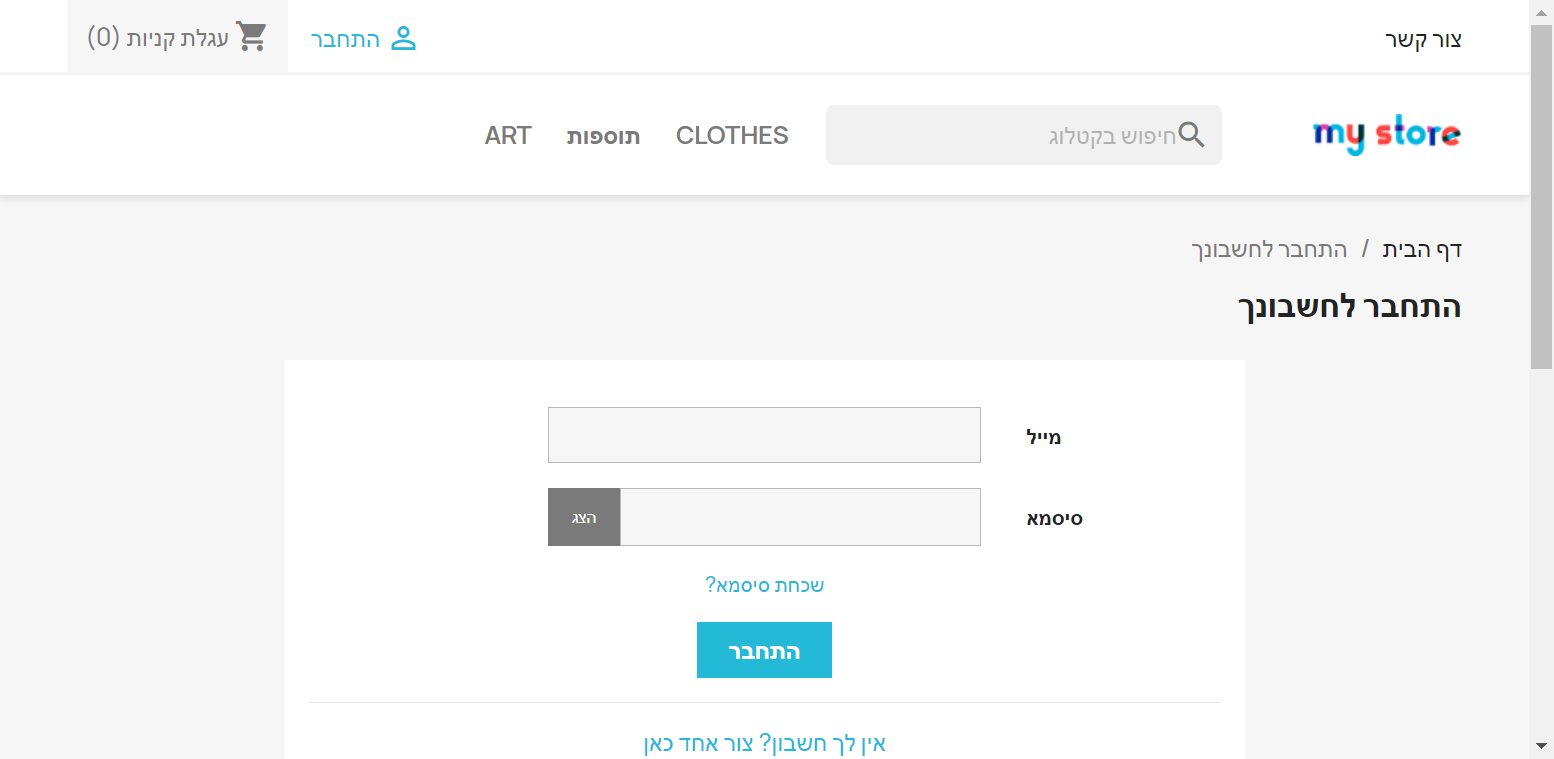 צור קשר
התחבר
עגלת קניות (0)
my store
חיפוש בקטלוג
CLOTHES
תוספות
ART
דף הבית / התחבר לחשבונך
התחבר לחשבונך
מייל
סיסמא
הצג
שכחת סיסמא?
התחבר
אין לך חשבון? צור אחד כאן